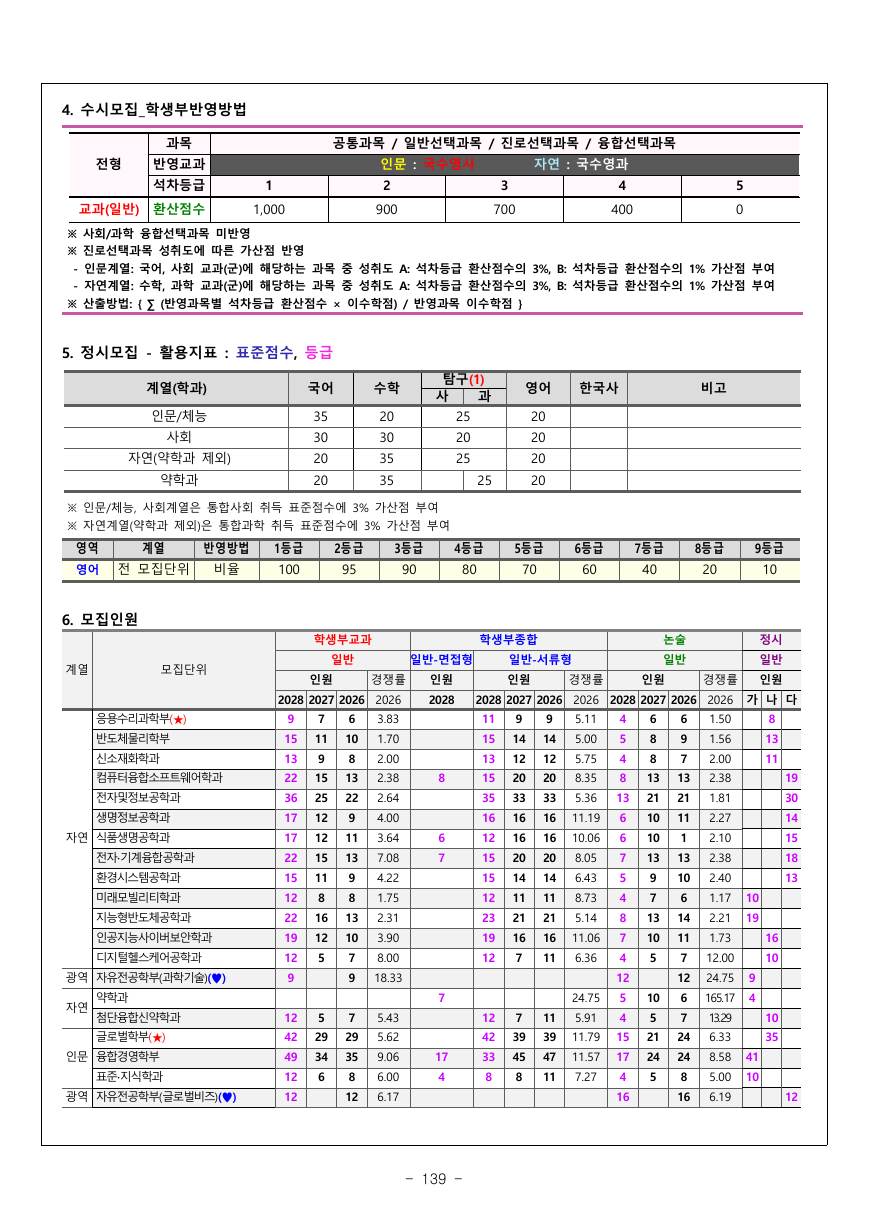 4. 수시모집_학생부반영방법
전형 과목 공통과목 / 일반선택과목 / 진로선택과목 / 융합선택과목
반영교과 인문 : 국수영사 자연 : 국수영과
석차등급 1 2 3 4 5
교과(일반) 환산점수 1,000 900 700 400 0
※ 사회/과학 융합선택과목 미반영
※ 진로선택과목 성취도에 따른 가산점 반영
- 인문계열: 국어, 사회 교과(군)에 해당하는 과목 중 성취도 A: 석차등급 환산점수의 3%, B: 석차등급 환산점수의 1% 가산점 부여
- 자연계열: 수학, 과학 교과(군)에 해당하는 과목 중 성취도 A: 석차등급 환산점수의 3%, B: 석차등급 환산점수의 1% 가산점 부여
※ 산출방법: { ∑ (반영과목별 석차등급 환산점수 × 이수학점) / 반영과목 이수학점 }
5. 정시모집 - 활용지표 : 표준점수, 등급
계열(학과) 국어 수학 탐구(1) 영어 한국사 비고
사 과
인문/체능 35 20 25 20
사회 30 30 20 20
자연(약학과 제외) 20 35 25 20
약학과 20 35 25 20
※ 인문/체능, 사회계열은 통합사회 취득 표준점수에 3% 가산점 부여
※ 자연계열(약학과 제외)은 통합과학 취득 표준점수에 3% 가산점 부여
영역 계열 반영방법 1등급 2등급 3등급 4등급 5등급 6등급 7등급 8등급 9등급
영어 전 모집단위 비율 100 95 90 80 70 60 40 20 10
6. 모집인원
계열 모집단위 학생부교과 학생부종합 논술 정시
일반 일반-면접형 일반-서류형 일반 일반
인원 경쟁률 인원 인원 경쟁률 인원 경쟁률 인원
2028 2027 2026 2026 2028 2028 2027 2026 2026 2028 2027 2026 2026 가 나 다
응용수리과학부(★) 9 7 6 3.83 11 9 9 5.11 4 6 6 1.50 8
반도체물리학부 15 11 10 1.70 15 14 14 5.00 5 8 9 1.56 13
신소재화학과 13 9 8 2.00 13 12 12 5.75 4 8 7 2.00 11
컴퓨터융합소프트웨어학과 22 15 13 2.38 8 15 20 20 8.35 8 13 13 2.38 19
전자및정보공학과 36 25 22 2.64 35 33 33 5.36 13 21 21 1.81 30
생명정보공학과 17 12 9 4.00 16 16 16 11.19 6 10 11 2.27 14
자연 식품생명공학과 17 12 11 3.64 6 12 16 16 10.06 6 10 1 2.10 15
전자·기계융합공학과 22 15 13 7.08 7 15 20 20 8.05 7 13 13 2.38 18
환경시스템공학과 15 11 9 4.22 15 14 14 6.43 5 9 10 2.40 13
미래모빌리티학과 12 8 8 1.75 12 11 11 8.73 4 7 6 1.17 10
지능형반도체공학과 22 16 13 2.31 23 21 21 5.14 8 13 14 2.21 19
인공지능사이버보안학과 19 12 10 3.90 19 16 16 11.06 7 10 11 1.73 16
디지털헬스케어공학과 12 5 7 8.00 12 7 11 6.36 4 5 7 12.00 10
광역 자유전공학부(과학기술)(♥) 9 9 18.33 12 12 24.75 9
자연 약학과 7 24.75 5 10 6 165.17 4
첨단융합신약학과 12 5 7 5.43 12 7 11 5.91 4 5 7 13.29 10
글로벌학부(★) 42 29 29 5.62 42 39 39 11.79 15 21 24 6.33 35
인문 융합경영학부 49 34 35 9.06 17 33 45 47 11.57 17 24 24 8.58 41
표준·지식학과 12 6 8 6.00 4 8 8 11 7.27 4 5 8 5.00 10
광역 자유전공학부(글로벌비즈)(♥) 12 12 6.17 16 16 6.19 12
- 139 -